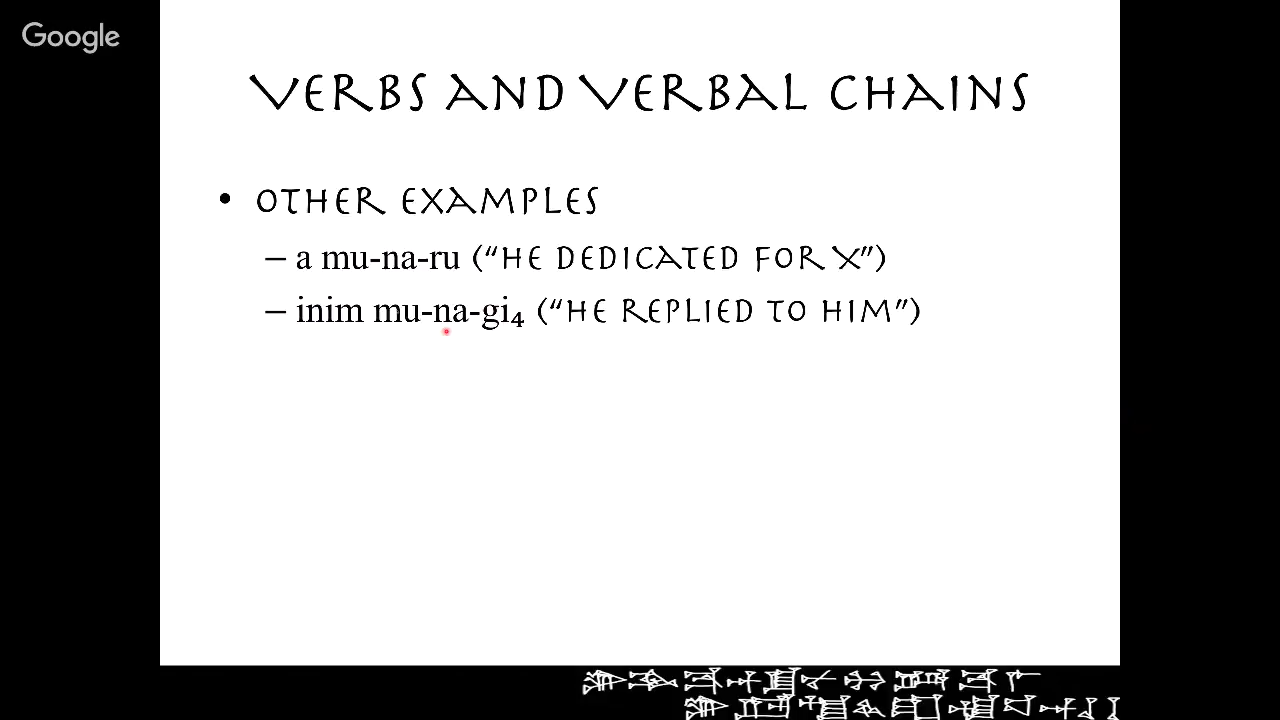 Google
Verbs and Verbal Chains
• Other examples
– a mu-na-ru (“He dedicated for X”)
– inim mu-na-gi₄ (“He replied to him”)